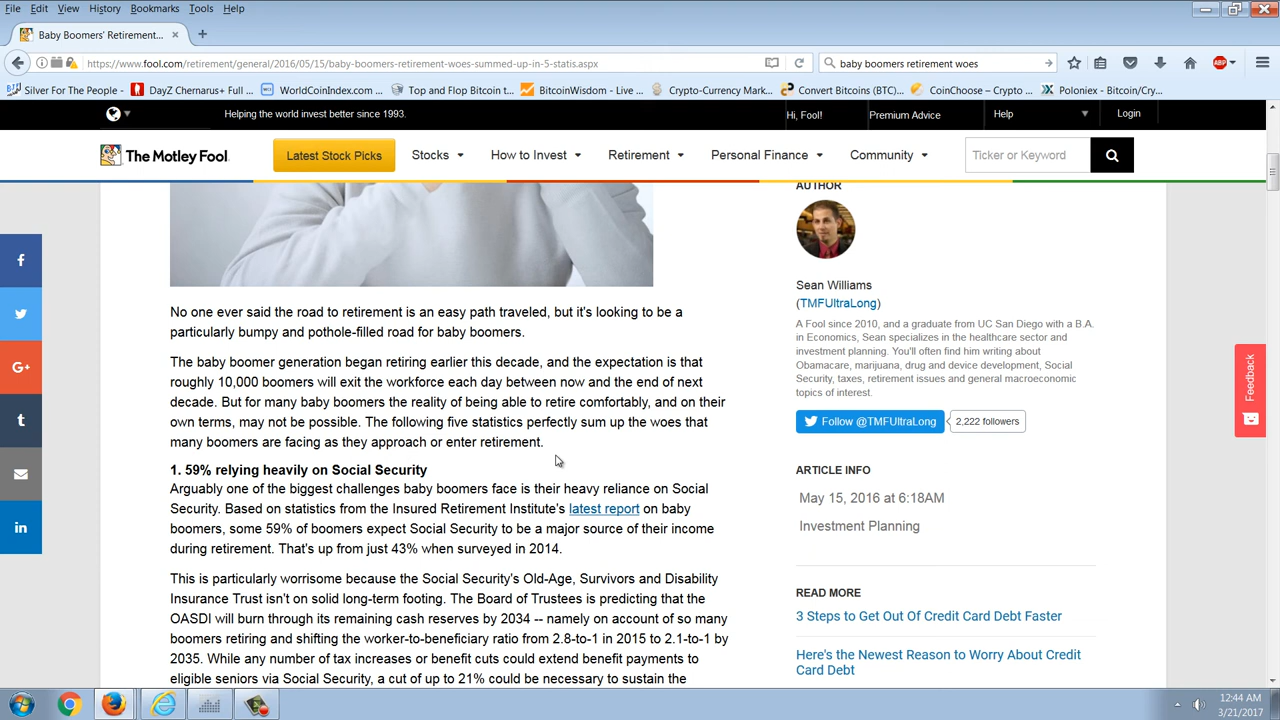 File Edit View History Bookmarks Tools Help
Baby Boomers' Retirement...
https://www.fool.com/retirement/general/2016/05/15/baby-boomers-retirement-woes-summed-up-in-5-statis.aspx
baby boomers retirement woes
ABP
Silver For The People - ... DayZ Chernarus+ Full ... WorldCoinIndex.com ... Top and Flop Bitcoin t... BitcoinWisdom - Live ... Crypto-Currency Mark... Convert Bitcoins (BTC)... CoinChoose – Crypto ... Poloniex - Bitcoin/Cry...
Helping the world invest better since 1993.
Hi, Fool! Premium Advice Help Login
The Motley Fool
Latest Stock Picks Stocks How to Invest Retirement Personal Finance Community
Ticker or Keyword
No one ever said the road to retirement is an easy path traveled, but it's looking to be a
particularly bumpy and pothole-filled road for baby boomers.
The baby boomer generation began retiring earlier this decade, and the expectation is that
roughly 10,000 boomers will exit the workforce each day between now and the end of next
decade. But for many baby boomers the reality of being able to retire comfortably, and on their
own terms, may not be possible. The following five statistics perfectly sum up the woes that
many boomers are facing as they approach or enter retirement.
1. 59% relying heavily on Social Security
Arguably one of the biggest challenges baby boomers face is their heavy reliance on Social
Security. Based on statistics from the Insured Retirement Institute's latest report on baby
boomers, some 59% of boomers expect Social Security to be a major source of their income
during retirement. That's up from just 43% when surveyed in 2014.
This is particularly worrisome because the Social Security's Old-Age, Survivors and Disability
Insurance Trust isn't on solid long-term footing. The Board of Trustees is predicting that the
OASDI will burn through its remaining cash reserves by 2034 -- namely on account of so many
boomers retiring and shifting the worker-to-beneficiary ratio from 2.8-to-1 in 2015 to 2.1-to-1 by
2035. While any number of tax increases or benefit cuts could extend benefit payments to
eligible seniors via Social Security, a cut of up to 21% could be necessary to sustain the
AUTHOR
Sean Williams
(TMFUltraLong)
A Fool since 2010, and a graduate from UC San Diego with a B.A.
in Economics, Sean specializes in the healthcare sector and
investment planning. You'll often find him writing about
Obamacare, marijuana, drug and device development, Social
Security, taxes, retirement issues and general macroeconomic
topics of interest.
Follow @TMFUltraLong 2,222 followers
ARTICLE INFO
May 15, 2016 at 6:18AM
Investment Planning
READ MORE
3 Steps to Get Out Of Credit Card Debt Faster
Here's the Newest Reason to Worry About Credit
Card Debt
Feedback
12:44 AM
3/21/2017